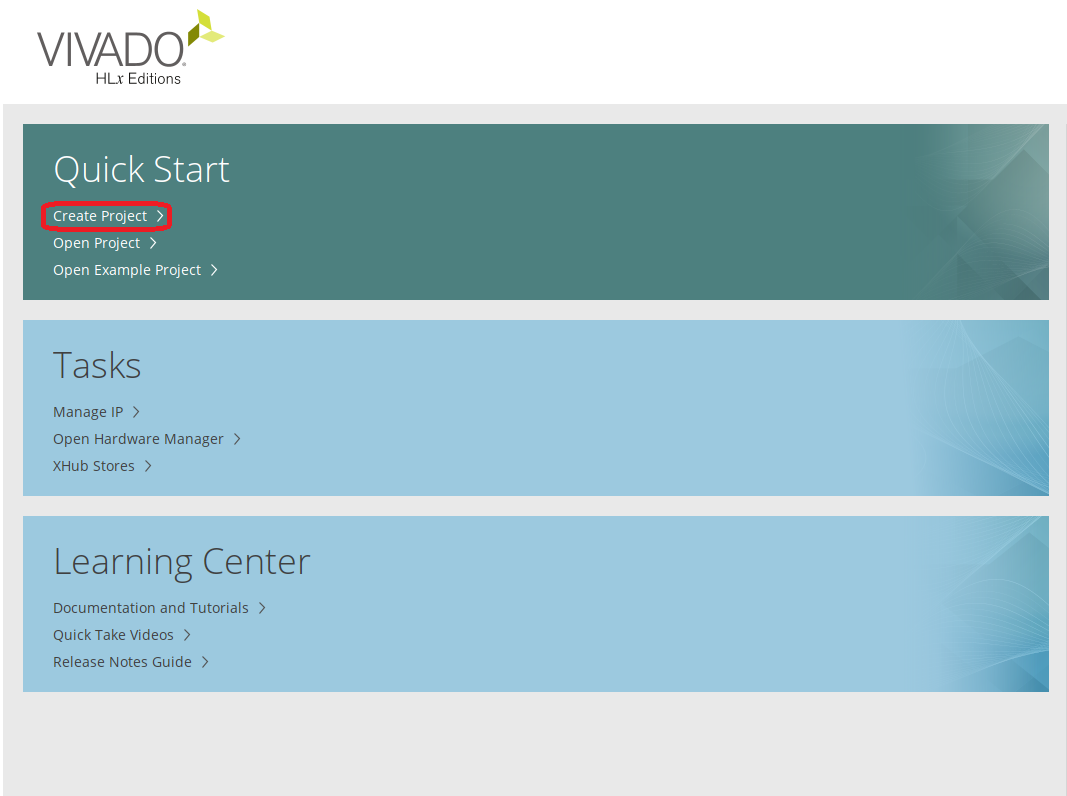 VIVADO
HLx Editions
Quick Start
Create Project
Open Project
Open Example Project
Tasks
Manage IP
Open Hardware Manager
XHub Stores
Learning Center
Documentation and Tutorials
Quick Take Videos
Release Notes Guide